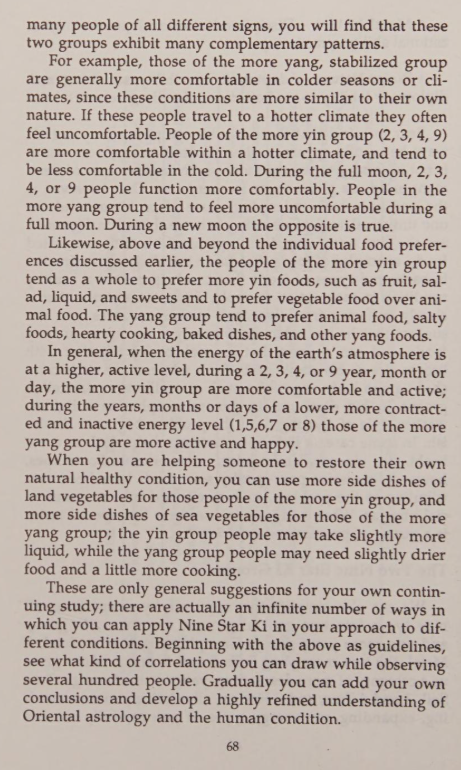 many people of all different signs, you will find that these
two groups exhibit many complementary patterns.
For example, those of the more yang, stabilized group
are generally more comfortable in colder seasons or cli-
mates, since these conditions are more similar to their own
nature. If these people travel to a hotter climate they often
feel uncomfortable. People of the more yin group (2, 3, 4, 9)
are more comfortable within a hotter climate, and tend to
be less comfortable in the cold. During the full moon, 2, 3,
4, or 9 people function more comfortably. People in the
more yang group tend to feel more uncomfortable during a
full moon. During a new moon the opposite is true.
Likewise, above and beyond the individual food prefer-
ences discussed earlier, the people of the more yin group
tend as a whole to prefer more yin foods, such as fruit, sal-
ad, liquid, and sweets and to prefer vegetable food over ani-
mal food. The yang group tend to prefer animal food, salty
foods, hearty cooking, baked dishes, and other yang foods.
In general, when the energy of the earth's atmosphere is
at a higher, active level, during a 2, 3, 4, or 9 year, month or
day, the more yin group are more comfortable and active;
during the years, months or days of a lower, more contract-
ed and inactive energy level (1,5,6,7 or 8) those of the more
yang group are more active and happy.
When you are helping someone to restore their own
natural healthy condition, you can use more side dishes of
land vegetables for those people of the more yin group, and
more side dishes of sea vegetables for those of the more
yang group; the yin group people may take slightly more
liquid, while the yang group people may need slightly drier
food and a little more cooking.
These are only general suggestions for your own contin-
uing study; there are actually an infinite number of ways in
which you can apply Nine Star Ki in your approach to dif-
ferent conditions. Beginning with the above as guidelines,
see what kind of correlations you can draw while observing
several hundred people. Gradually you can add your own
conclusions and develop a highly refined understanding of
Oriental astrology and the human condition.
68